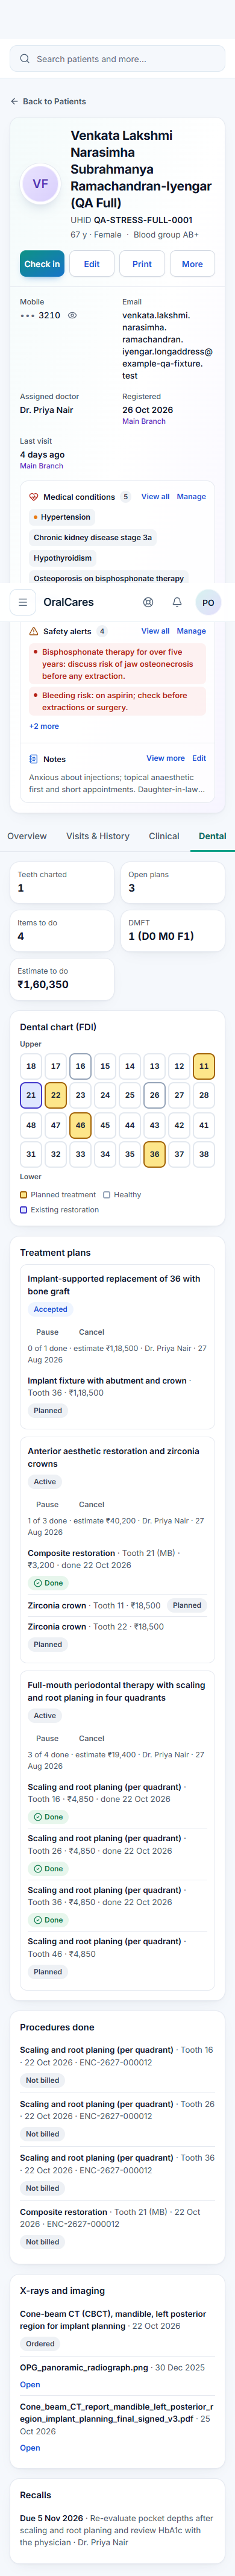 Search patients and more...
Back to Patients
Venkata Lakshmi
Narasimha
Subrahmanya
Ramachandran-Iyengar
(QA Full)
VF
UHID QA-STRESS-FULL-0001
67 y · Female · Blood group AB+
Check in Edit Print More
Mobile Email
••• 3210 venkata.lakshmi.
narasimha.
ramachandran.
iyengar.longaddress@
example-qa-fixture.
test
Assigned doctor Registered
Dr. Priya Nair 26 Oct 2026
Main Branch
Last visit
4 days ago
Main Branch
Medical conditions 5 View all Manage
Hypertension
Chronic kidney disease stage 3a
Hypothyroidism
Osteoporosis on bisphosphonate therapy
OralCares PO
Safety alerts 4 View all Manage
Bisphosphonate therapy for over five
years: discuss risk of jaw osteonecrosis
before any extraction.
Bleeding risk: on aspirin; check before
extractions or surgery.
+2 more
Notes View more Edit
Anxious about injections; topical anaesthetic
first and short appointments. Daughter-in-law...
Overview Visits & History Clinical Dental
Teeth charted Open plans
1 3
Items to do DMFT
4 1 (D0 M0 F1)
Estimate to do
₹1,60,350
Dental chart (FDI)
Upper
18 17 16 15 14 13 12 11
21 22 23 24 25 26 27 28
48 47 46 45 44 43 42 41
31 32 33 34 35 36 37 38
Lower
Planned treatment Healthy
Existing restoration
Treatment plans
Implant-supported replacement of 36 with
bone graft
Accepted
Pause Cancel
0 of 1 done · estimate ₹1,18,500 · Dr. Priya Nair · 27
Aug 2026
Implant fixture with abutment and crown ·
Tooth 36 · ₹1,18,500
Planned
Anterior aesthetic restoration and zirconia
crowns
Active
Pause Cancel
1 of 3 done · estimate ₹40,200 · Dr. Priya Nair · 27
Aug 2026
Composite restoration · Tooth 21 (MB) ·
₹3,200 · done 22 Oct 2026
Done
Zirconia crown · Tooth 11 · ₹18,500 Planned
Zirconia crown · Tooth 22 · ₹18,500
Planned
Full-mouth periodontal therapy with scaling
and root planing in four quadrants
Active
Pause Cancel
3 of 4 done · estimate ₹19,400 · Dr. Priya Nair · 27
Aug 2026
Scaling and root planing (per quadrant) ·
Tooth 16 · ₹4,850 · done 22 Oct 2026
Done
Scaling and root planing (per quadrant) ·
Tooth 26 · ₹4,850 · done 22 Oct 2026
Done
Scaling and root planing (per quadrant) ·
Tooth 36 · ₹4,850 · done 22 Oct 2026
Done
Scaling and root planing (per quadrant) ·
Tooth 46 · ₹4,850
Planned
Procedures done
Scaling and root planing (per quadrant) · Tooth 16
· 22 Oct 2026 · ENC-2627-000012
Not billed
Scaling and root planing (per quadrant) · Tooth 26
· 22 Oct 2026 · ENC-2627-000012
Not billed
Scaling and root planing (per quadrant) · Tooth 36
· 22 Oct 2026 · ENC-2627-000012
Not billed
Composite restoration · Tooth 21 (MB) · 22 Oct
2026 · ENC-2627-000012
Not billed
X-rays and imaging
Cone-beam CT (CBCT), mandible, left posterior
region for implant planning · 22 Oct 2026
Ordered
OPG_panoramic_radiograph.png · 30 Dec 2025
Open
Cone_beam_CT_report_mandible_left_posterior_r
egion_implant_planning_final_signed_v3.pdf · 25
Oct 2026
Open
Recalls
Due 5 Nov 2026 · Re-evaluate pocket depths after
scaling and root planing and review HbA1c with
the physician · Dr. Priya Nair